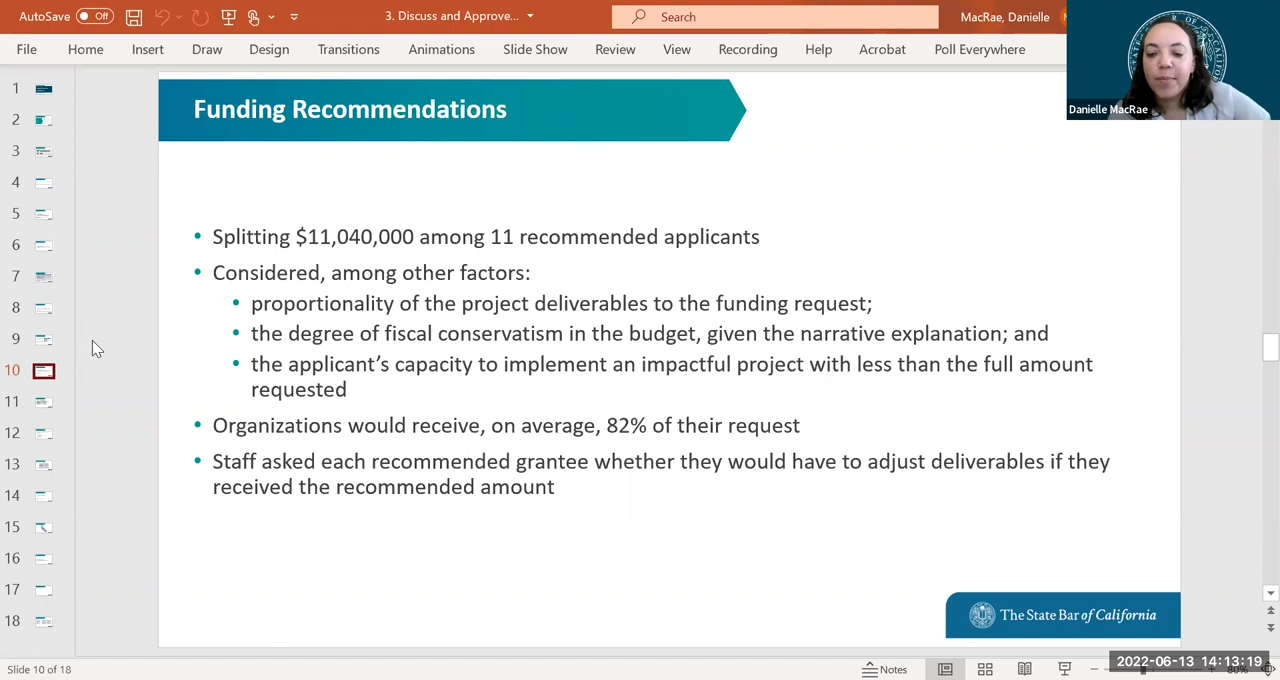 AutoSave Off 3. Discuss and Approve... Search MacRae, Danielle
File Home Insert Draw Design Transitions Animations Slide Show Review View Recording Help Acrobat Poll Everywhere
Danielle MacRae
1
2
3
4
5
6
7
8
9
10
11
12
13
14
15
16
17
18
Funding Recommendations
• Splitting $11,040,000 among 11 recommended applicants
• Considered, among other factors:
• proportionality of the project deliverables to the funding request;
• the degree of fiscal conservatism in the budget, given the narrative explanation; and
• the applicant's capacity to implement an impactful project with less than the full amount
requested
• Organizations would receive, on average, 82% of their request
• Staff asked each recommended grantee whether they would have to adjust deliverables if they
received the recommended amount
The State Bar of California
Slide 10 of 18 Notes 80%
2022-06-13 14:13:19